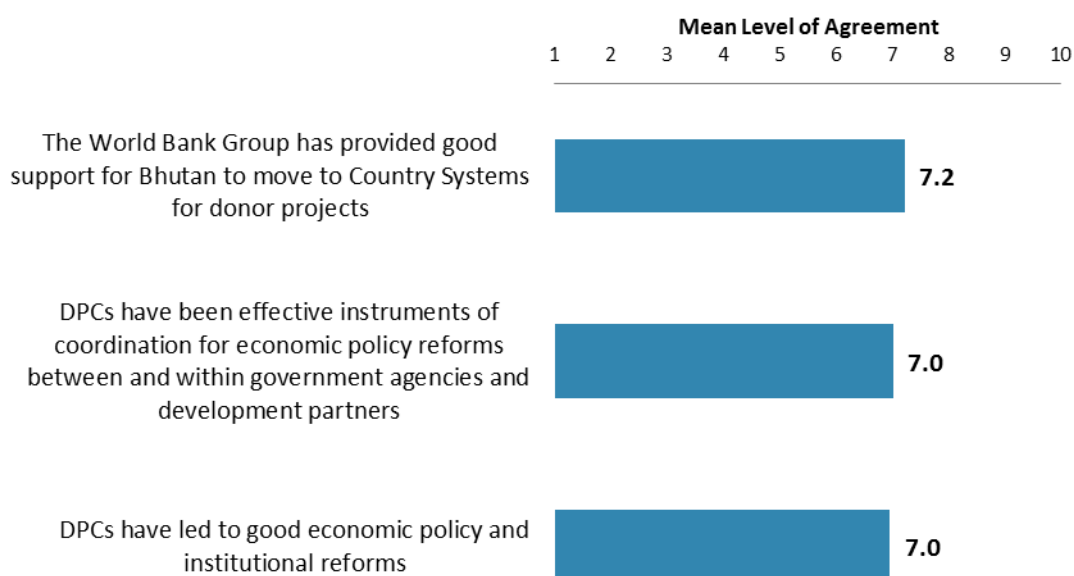 Mean Level of Agreement
1 2 3 4 5 6 7 8 9 10
The World Bank Group has provided good
support for Bhutan to move to Country Systems
for donor projects
7.2
DPCs have been effective instruments of
coordination for economic policy reforms
between and within government agencies and
development partners
7.0
DPCs have led to good economic policy and
institutional reforms
7.0